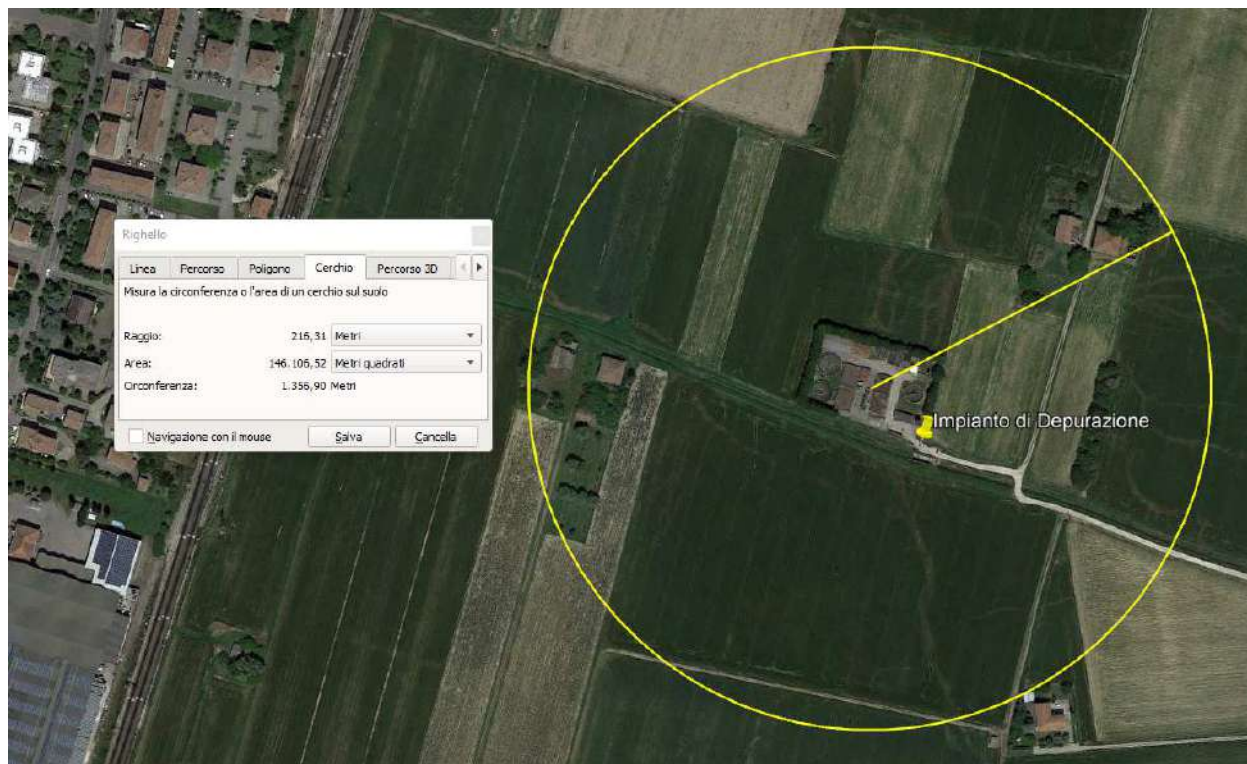 Righello
Linea Percorso Poligono Cerchio Percorso 3D
Misura la circonferenza o l'area di un cerchio sul suolo
Raggio: 216,31 Metri
Area: 146.106,52 Metri quadrati
Circonferenza: 1.356,90 Metri
Navigazione con il mouse Salva Cancella
Impianto di Depurazione